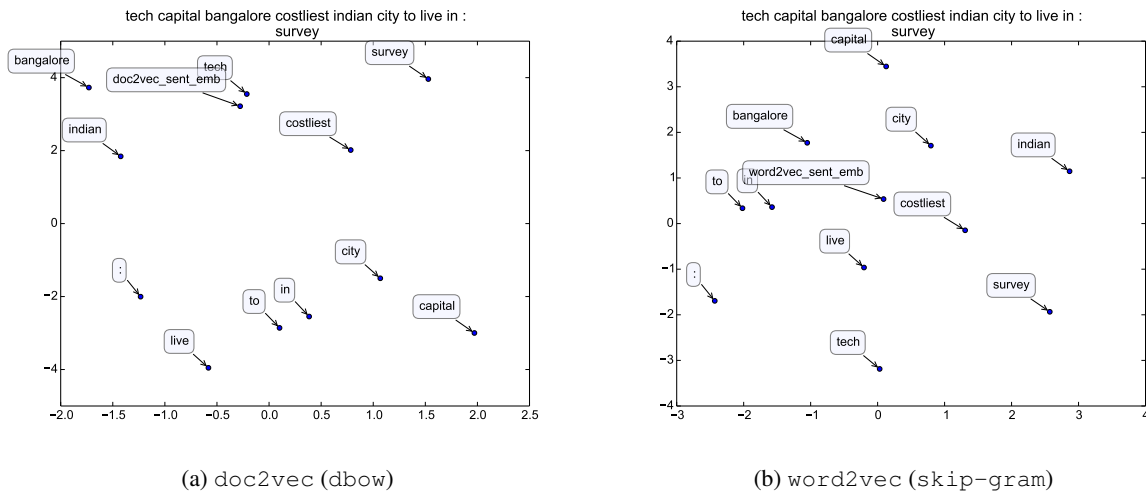 tech capital bangalore costliest indian city to live in :
survey
bangalore
doc2vec_sent_emb
tech
survey
indian
costliest
:
to
in
city
capital
live
4
2
0
−2
−4
−2.0
−1.5
−1.0
−0.5
0.0
0.5
1.0
1.5
2.0
2.5
(a) doc2vec (dbow)
tech capital bangalore costliest indian city to live in :
survey
capital
bangalore
city
indian
to
in
word2vec_sent_emb
costliest
live
:
survey
tech
4
3
2
1
0
−1
−2
−3
−4
−3
−2
−1
0
1
2
3
4
(b) word2vec (skip-gram)